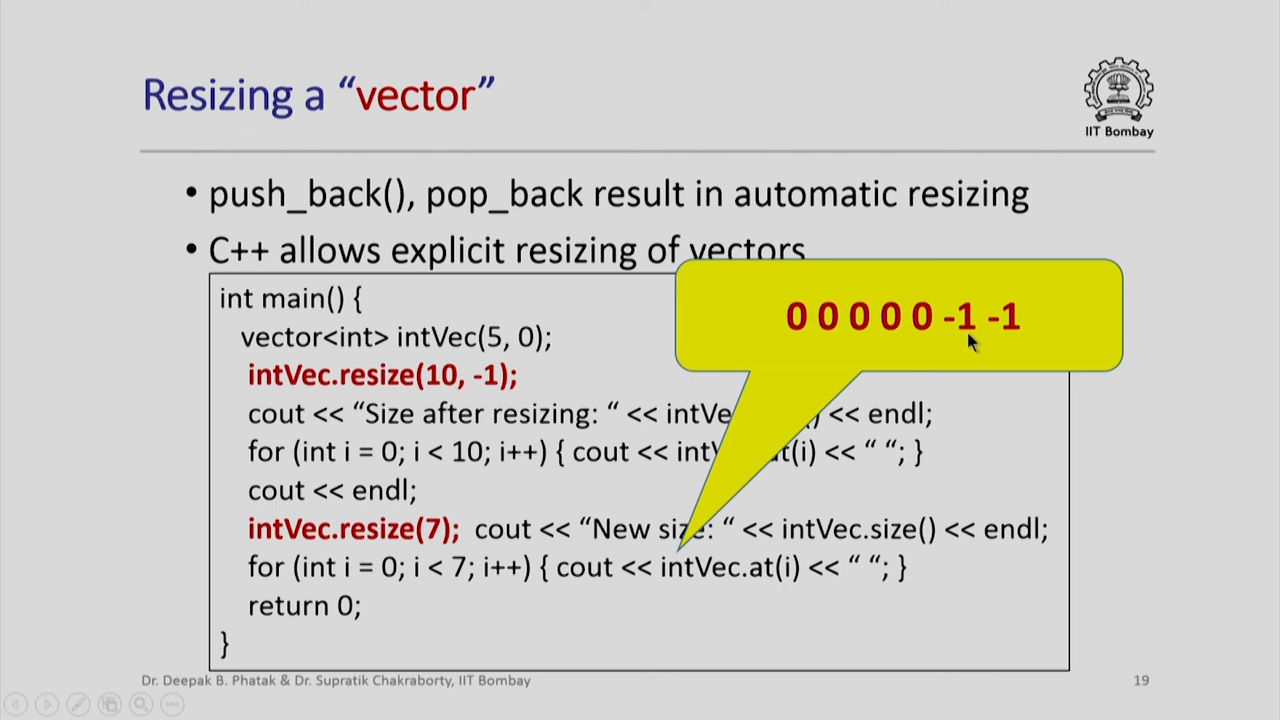 Resizing a “vector”
IIT Bombay
• push_back(), pop_back result in automatic resizing
• C++ allows explicit resizing of vectors
0 0 0 0 0 -1 -1
int main() {
vector<int> intVec(5, 0);
intVec.resize(10, -1);
cout << “Size after resizing: “ << << endl;
for (int i = 0; i < 10; i++) { cout << (i) << “ “; }
cout << endl;
intVec.resize(7); cout << “New size: “ << intVec.size() << endl;
for (int i = 0; i < 7; i++) { cout << intVec.at(i) << “ “; }
return 0;
}
Dr. Deepak B. Phatak & Dr. Supratik Chakraborty, IIT Bombay
19